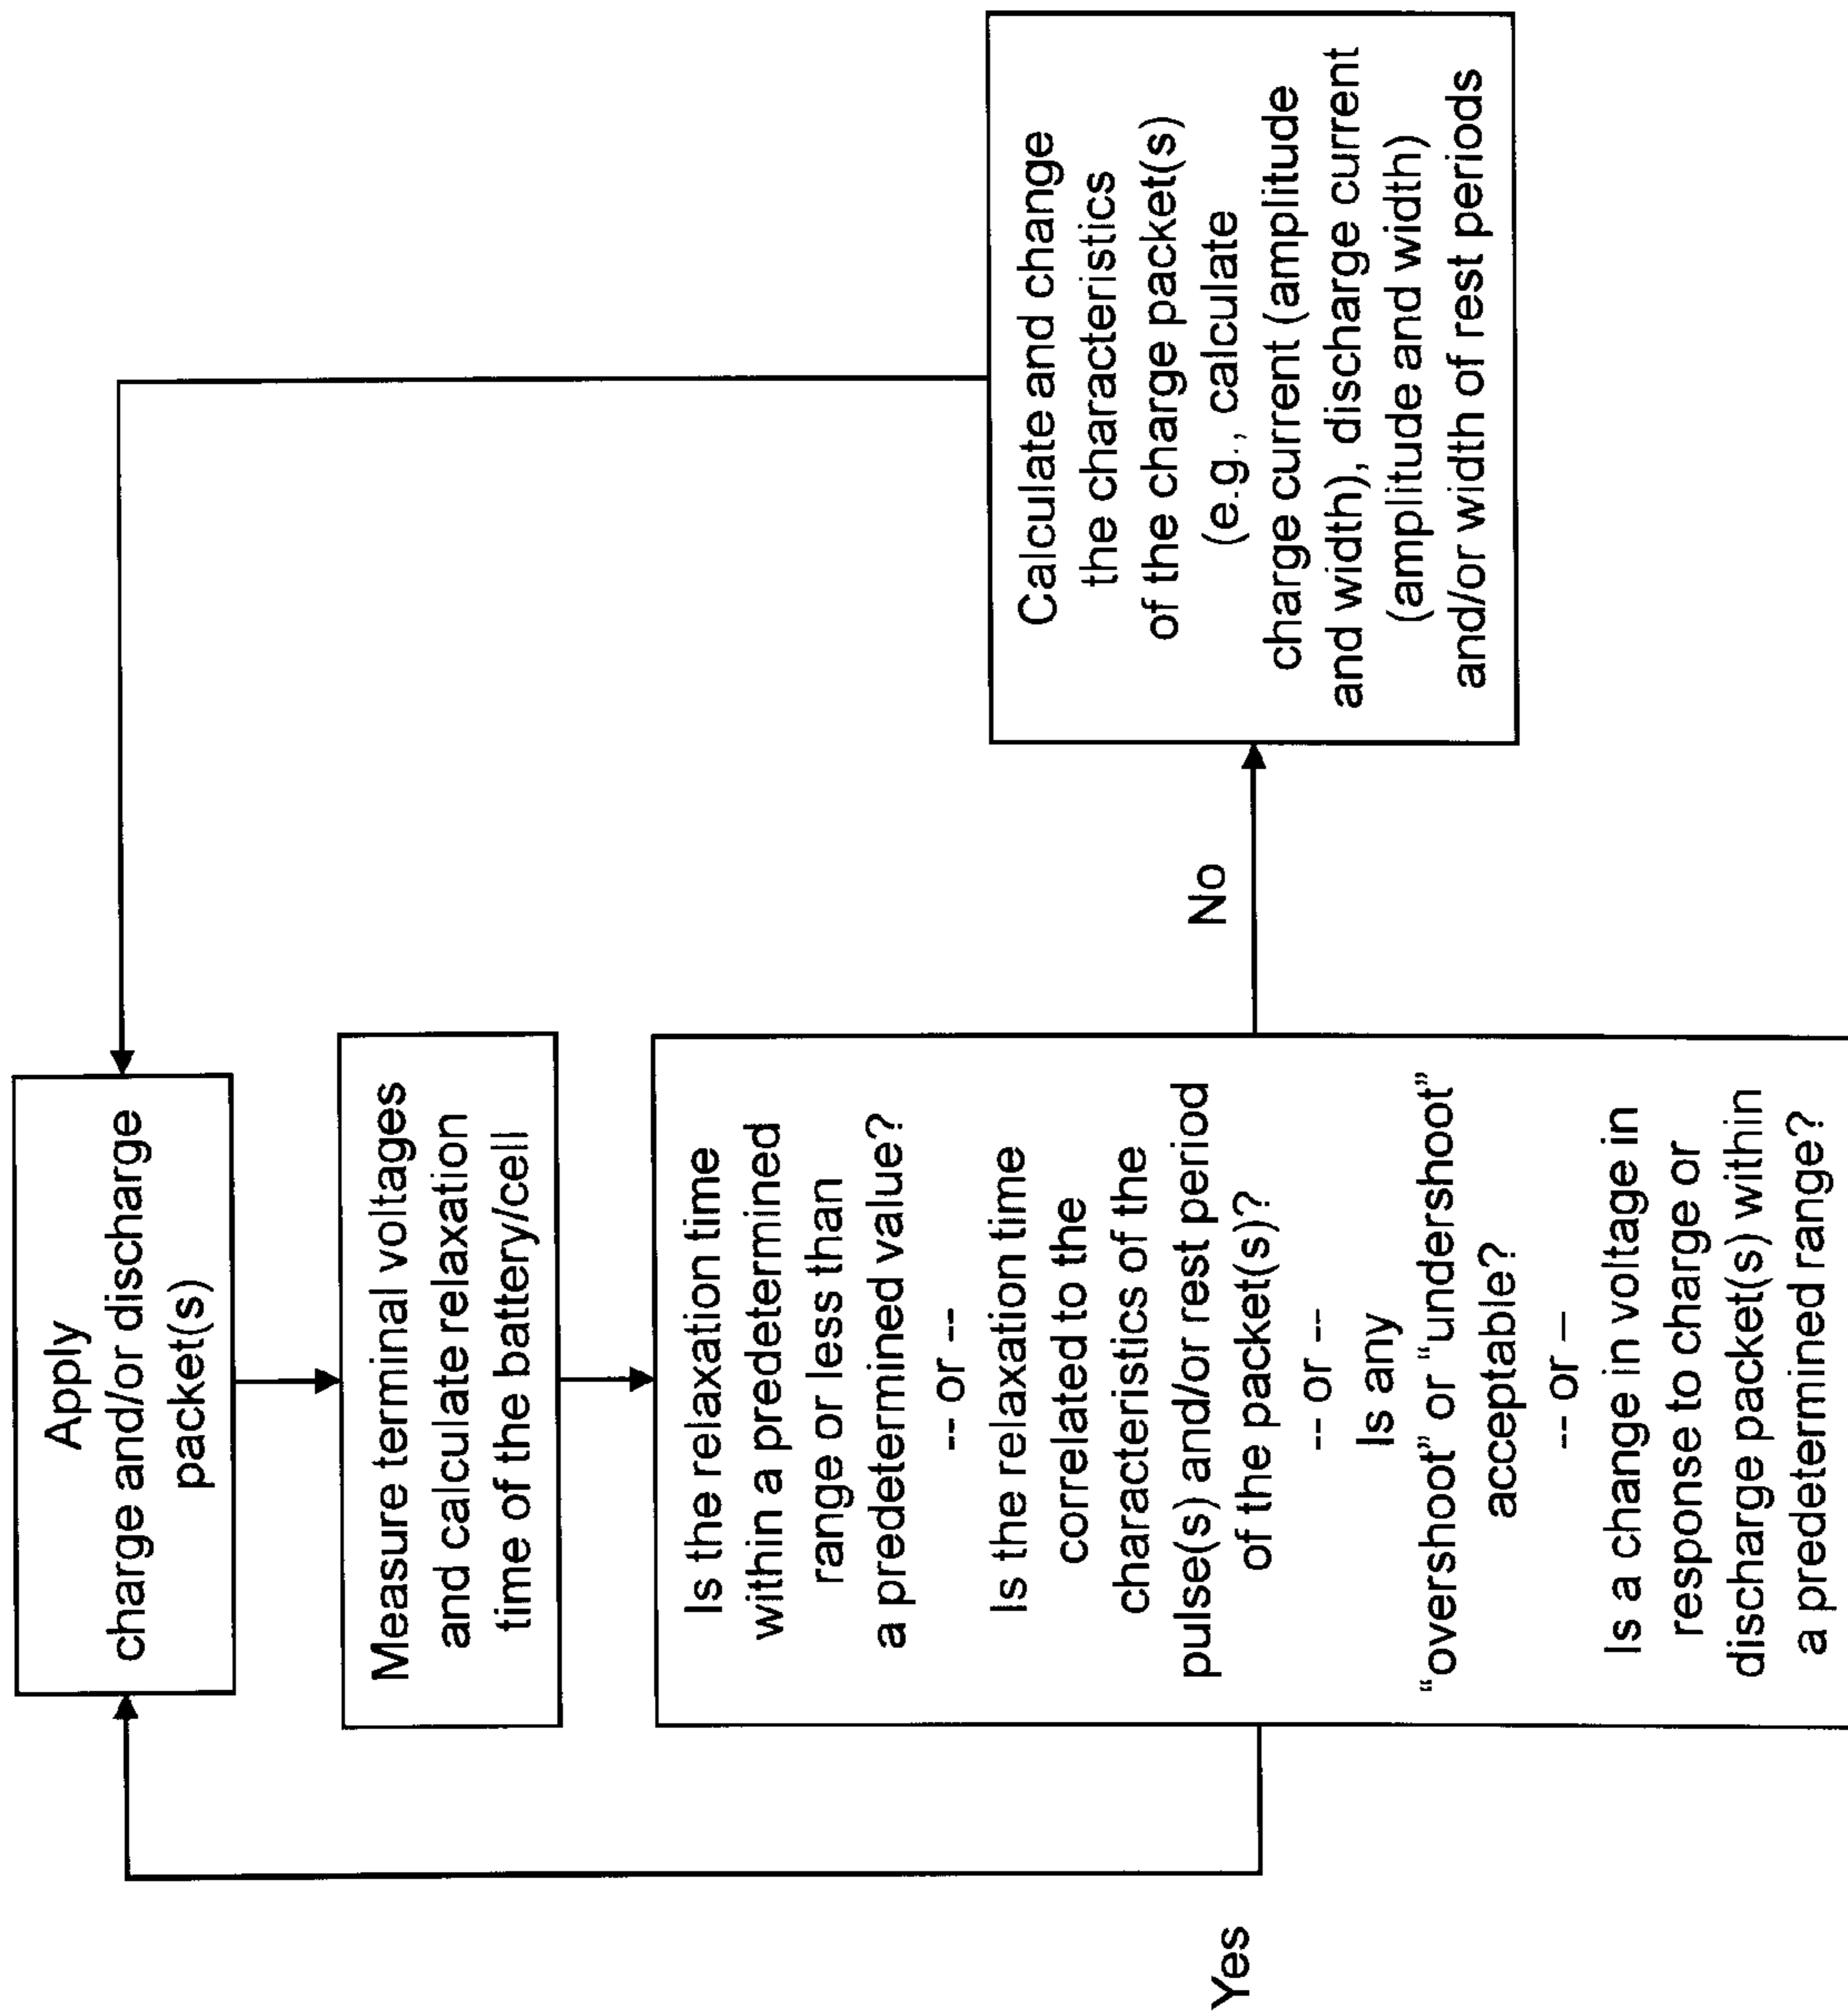 Apply
charge and/or discharge
packet(s)
Measure terminal voltages
and calculate relaxation
time of the battery/cell
Is the relaxation time
within a predetermined
range or less than
a predetermined value?
-- or --
Is the relaxation time
correlated to the
characteristics of the
pulse(s) and/or rest period
of the packet(s)?
-- or --
Is any
“overshoot” or “undershoot”
acceptable?
-- or --
Is a change in voltage in
response to charge or
discharge packet(s) within
a predetermined range?
Yes
No
Calculate and change
the characteristics
of the charge packet(s)
(e.g., calculate
charge current (amplitude
and width), discharge current
(amplitude and width)
and/or width of rest periods